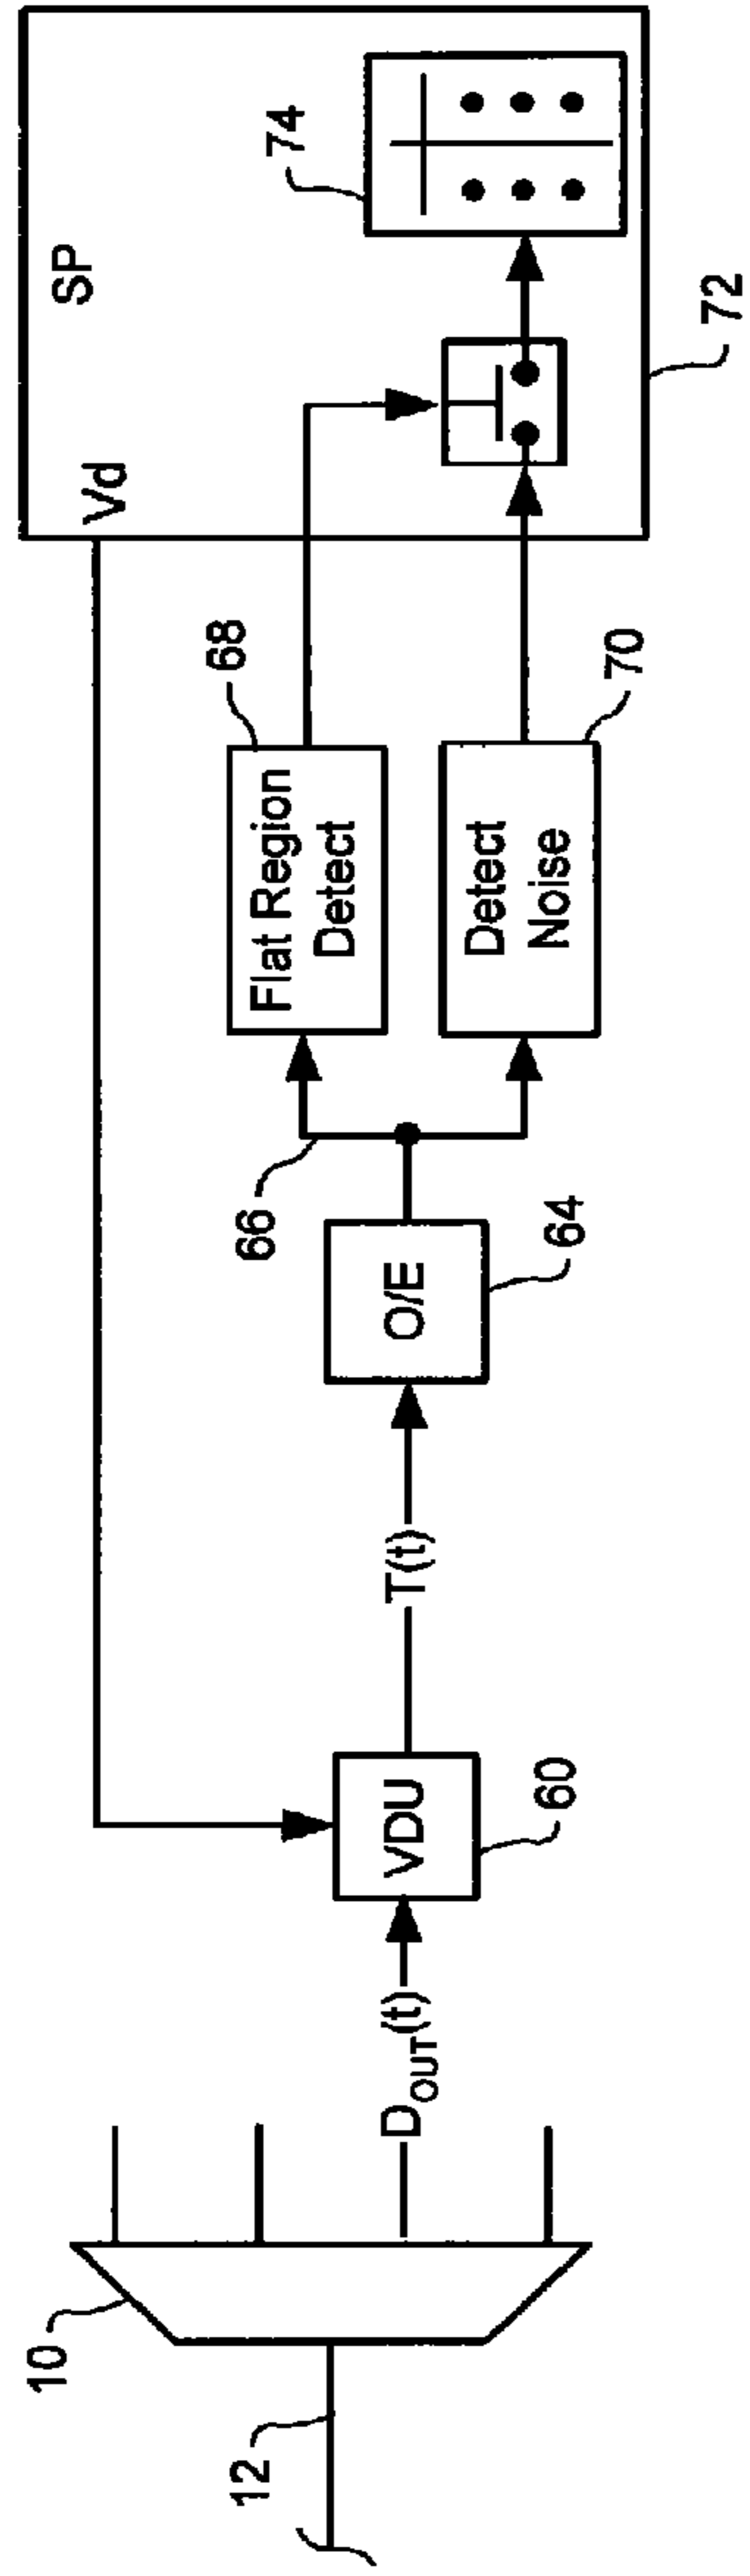 10
12
D_OUT(t)
VDU
60
T(t)
O/E
64
66
Flat Region
Detect
68
Detect
Noise
70
Vd
SP
72
74